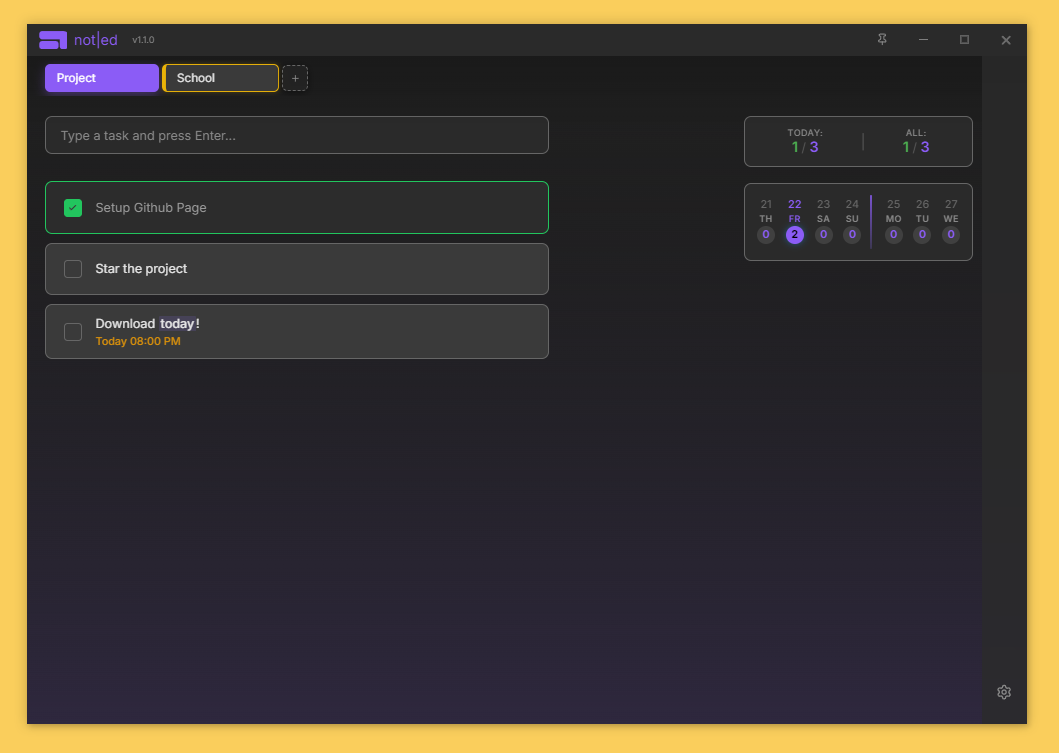 not|ed v1.1.0
Project School +
Type a task and press Enter...
Setup Github Page
Star the project
Download today!
Today 08:00 PM
TODAY: ALL:
1 / 3 1 / 3
21 22 23 24 25 26 27
TH FR SA SU MO TU WE
0 2 0 0 0 0 0